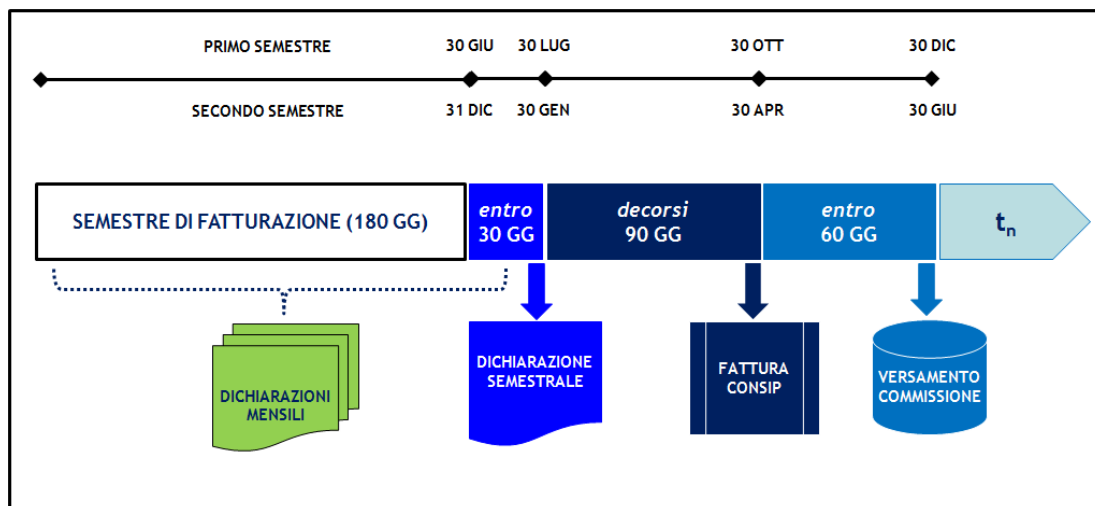 PRIMO SEMESTRE 30 GIU 30 LUG 30 OTT 30 DIC
SECONDO SEMESTRE 31 DIC 30 GEN 30 APR 30 GIU
SEMESTRE DI FATTURAZIONE (180 GG)
entro
30 GG
decorsi
90 GG
entro
60 GG
tn
DICHIARAZIONI
MENSILI
DICHIARAZIONE
SEMESTRALE
FATTURA
CONSIP
VERSAMENTO
COMMISSIONE